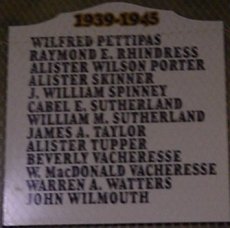 1939-1945
WILFRED PETTIPAS
RAYMOND E. RHINDRESS
ALISTER WILSON PORTER
ALISTER SKINNER
J. WILLIAM SPINNEY
CABEL E. SUTHERLAND
WILLIAM M. SUTHERLAND
JAMES A. TAYLOR
ALISTER TUPPER
BEVERLY VACHERESSE
W. MacDONALD VACHERESSE
WARREN A. WATTERS
JOHN WILMOUTH